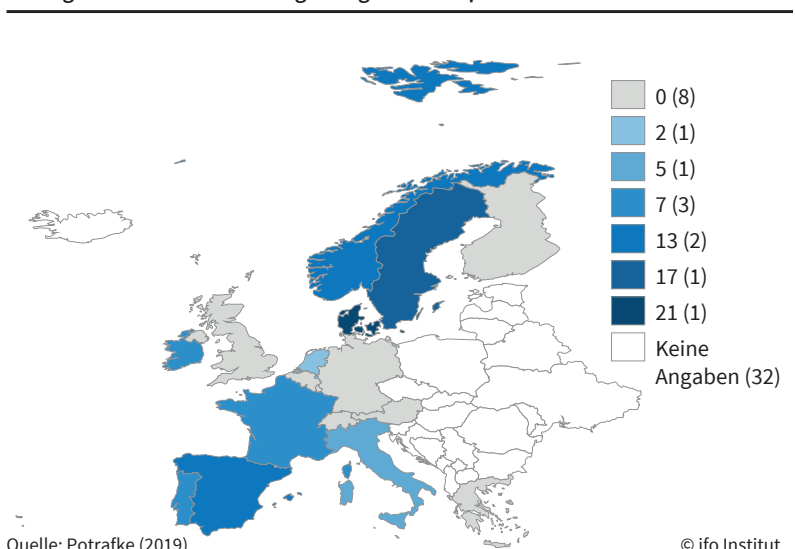 0 (8)
2 (1)
5 (1)
7 (3)
13 (2)
17 (1)
21 (1)
Keine
Angaben (32)
Quelle: Potrafke (2019)
© ifo Institut